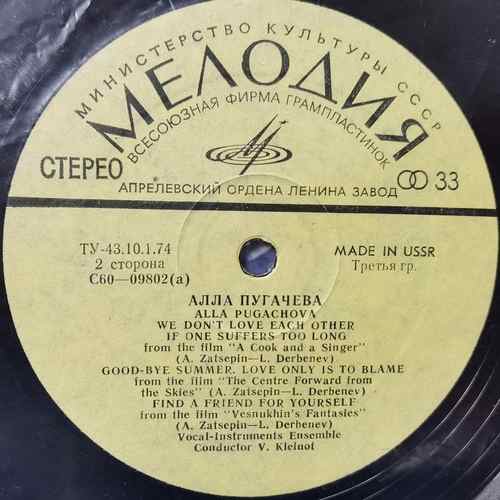 МИНИСТЕРСТВО КУЛЬТУРЫ СССР
МЕЛОДИЯ
ВСЕСОЮЗНАЯ ФИРМА ГРАМПЛАСТИНОК
СТЕРЕО
33
АПРЕЛЕВСКИЙ ОРДЕНА ЛЕНИНА ЗАВОД
ТУ-43.10.1.74
MADE IN USSR
2 сторона
Третья гр.
С60—09802(а)
АЛЛА ПУГАЧЕВА
ALLA PUGACHOVA
WE DON'T LOVE EACH OTHER
IF ONE SUFFERS TOO LONG
from the film "A Cook and a Singer"
(A. Zatsepin—L. Derbenev)
GOOD-BYE SUMMER. LOVE ONLY IS TO BLAME
from the film "The Centre Forward from
the Skies" (A. Zatsepin—L. Derbenev)
FIND A FRIEND FOR YOURSELF
from the film "Vesnukhin's Fantasies"
(A. Zatsepin—L. Derbenev)
Vocal-Instruments Ensemble
Conductor V. Kleinot